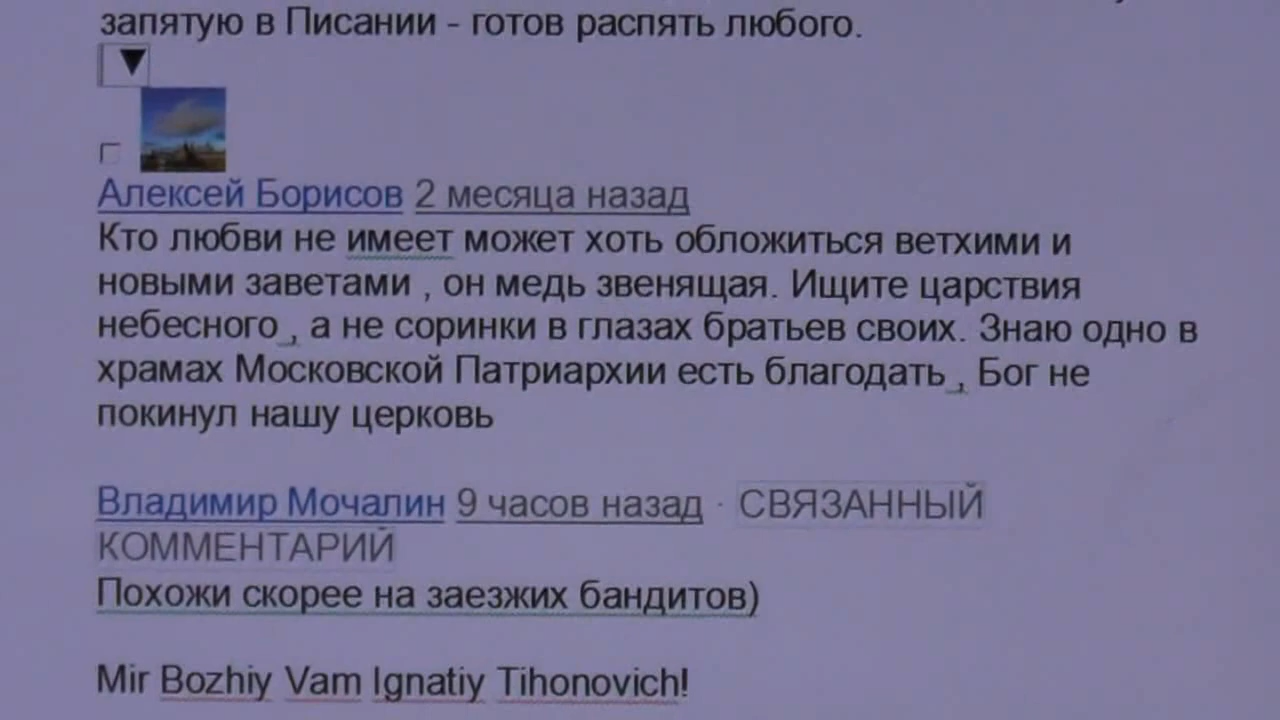 запятую в Писании - готов распять любого.
Алексей Борисов 2 месяца назад
Кто любви не имеет может хоть обложиться ветхими и
новыми заветами , он медь звенящая. Ищите царствия
небесного , а не соринки в глазах братьев своих. Знаю одно в
храмах Московской Патриархии есть благодать , Бог не
покинул нашу церковь
Владимир Мочалин 9 часов назад · СВЯЗАННЫЙ
КОММЕНТАРИЙ
Похожи скорее на заезжих бандитов)
Mir Bozhiy Vam Ignatiy Tihonovich!